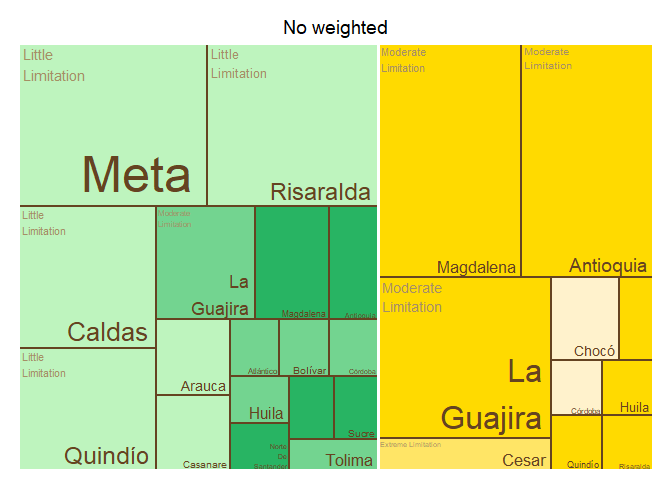 No weighted
Little
Limitation
Meta
Little
Limitation
Risaralda
Little
Limitation
Caldas
Little
Limitation
Quindío
Moderate
Limitation
La
Guajira
Magdalena
Antioquia
Arauca
Casanare
Atlántico
Bolívar
Córdoba
Huila
Sucre
Norte
De
Santander
Tolima
Moderate
Limitation
Magdalena
Moderate
Limitation
Antioquia
Moderate
Limitation
La
Guajira
Extreme Limitation
Cesar
Chocó
Córdoba
Huila
Quindío
Risaralda